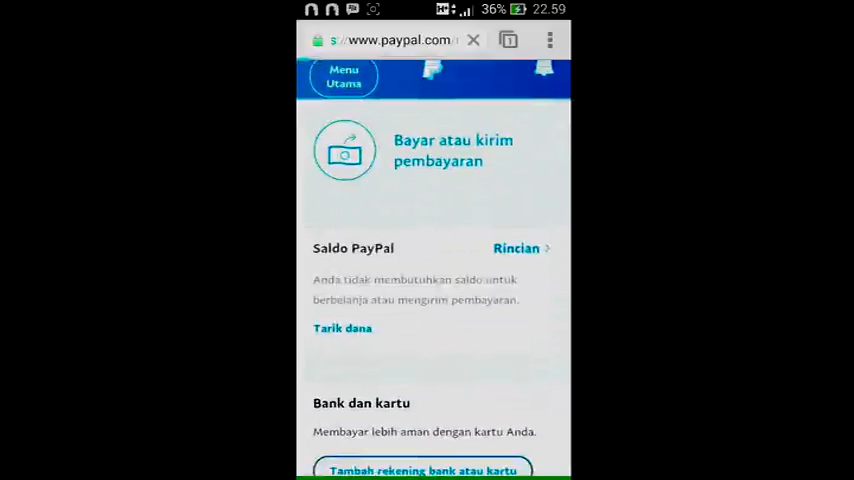 H+
36%
22.59
s://www.paypal.com/
1
Menu
Utama
Bayar atau kirim
pembayaran
Saldo PayPal
Rincian
Anda tidak membutuhkan saldo untuk
berbelanja atau mengirim pembayaran.
Tarik dana
Bank dan kartu
Membayar lebih aman dengan kartu Anda.
Tambah rekening bank atau kartu